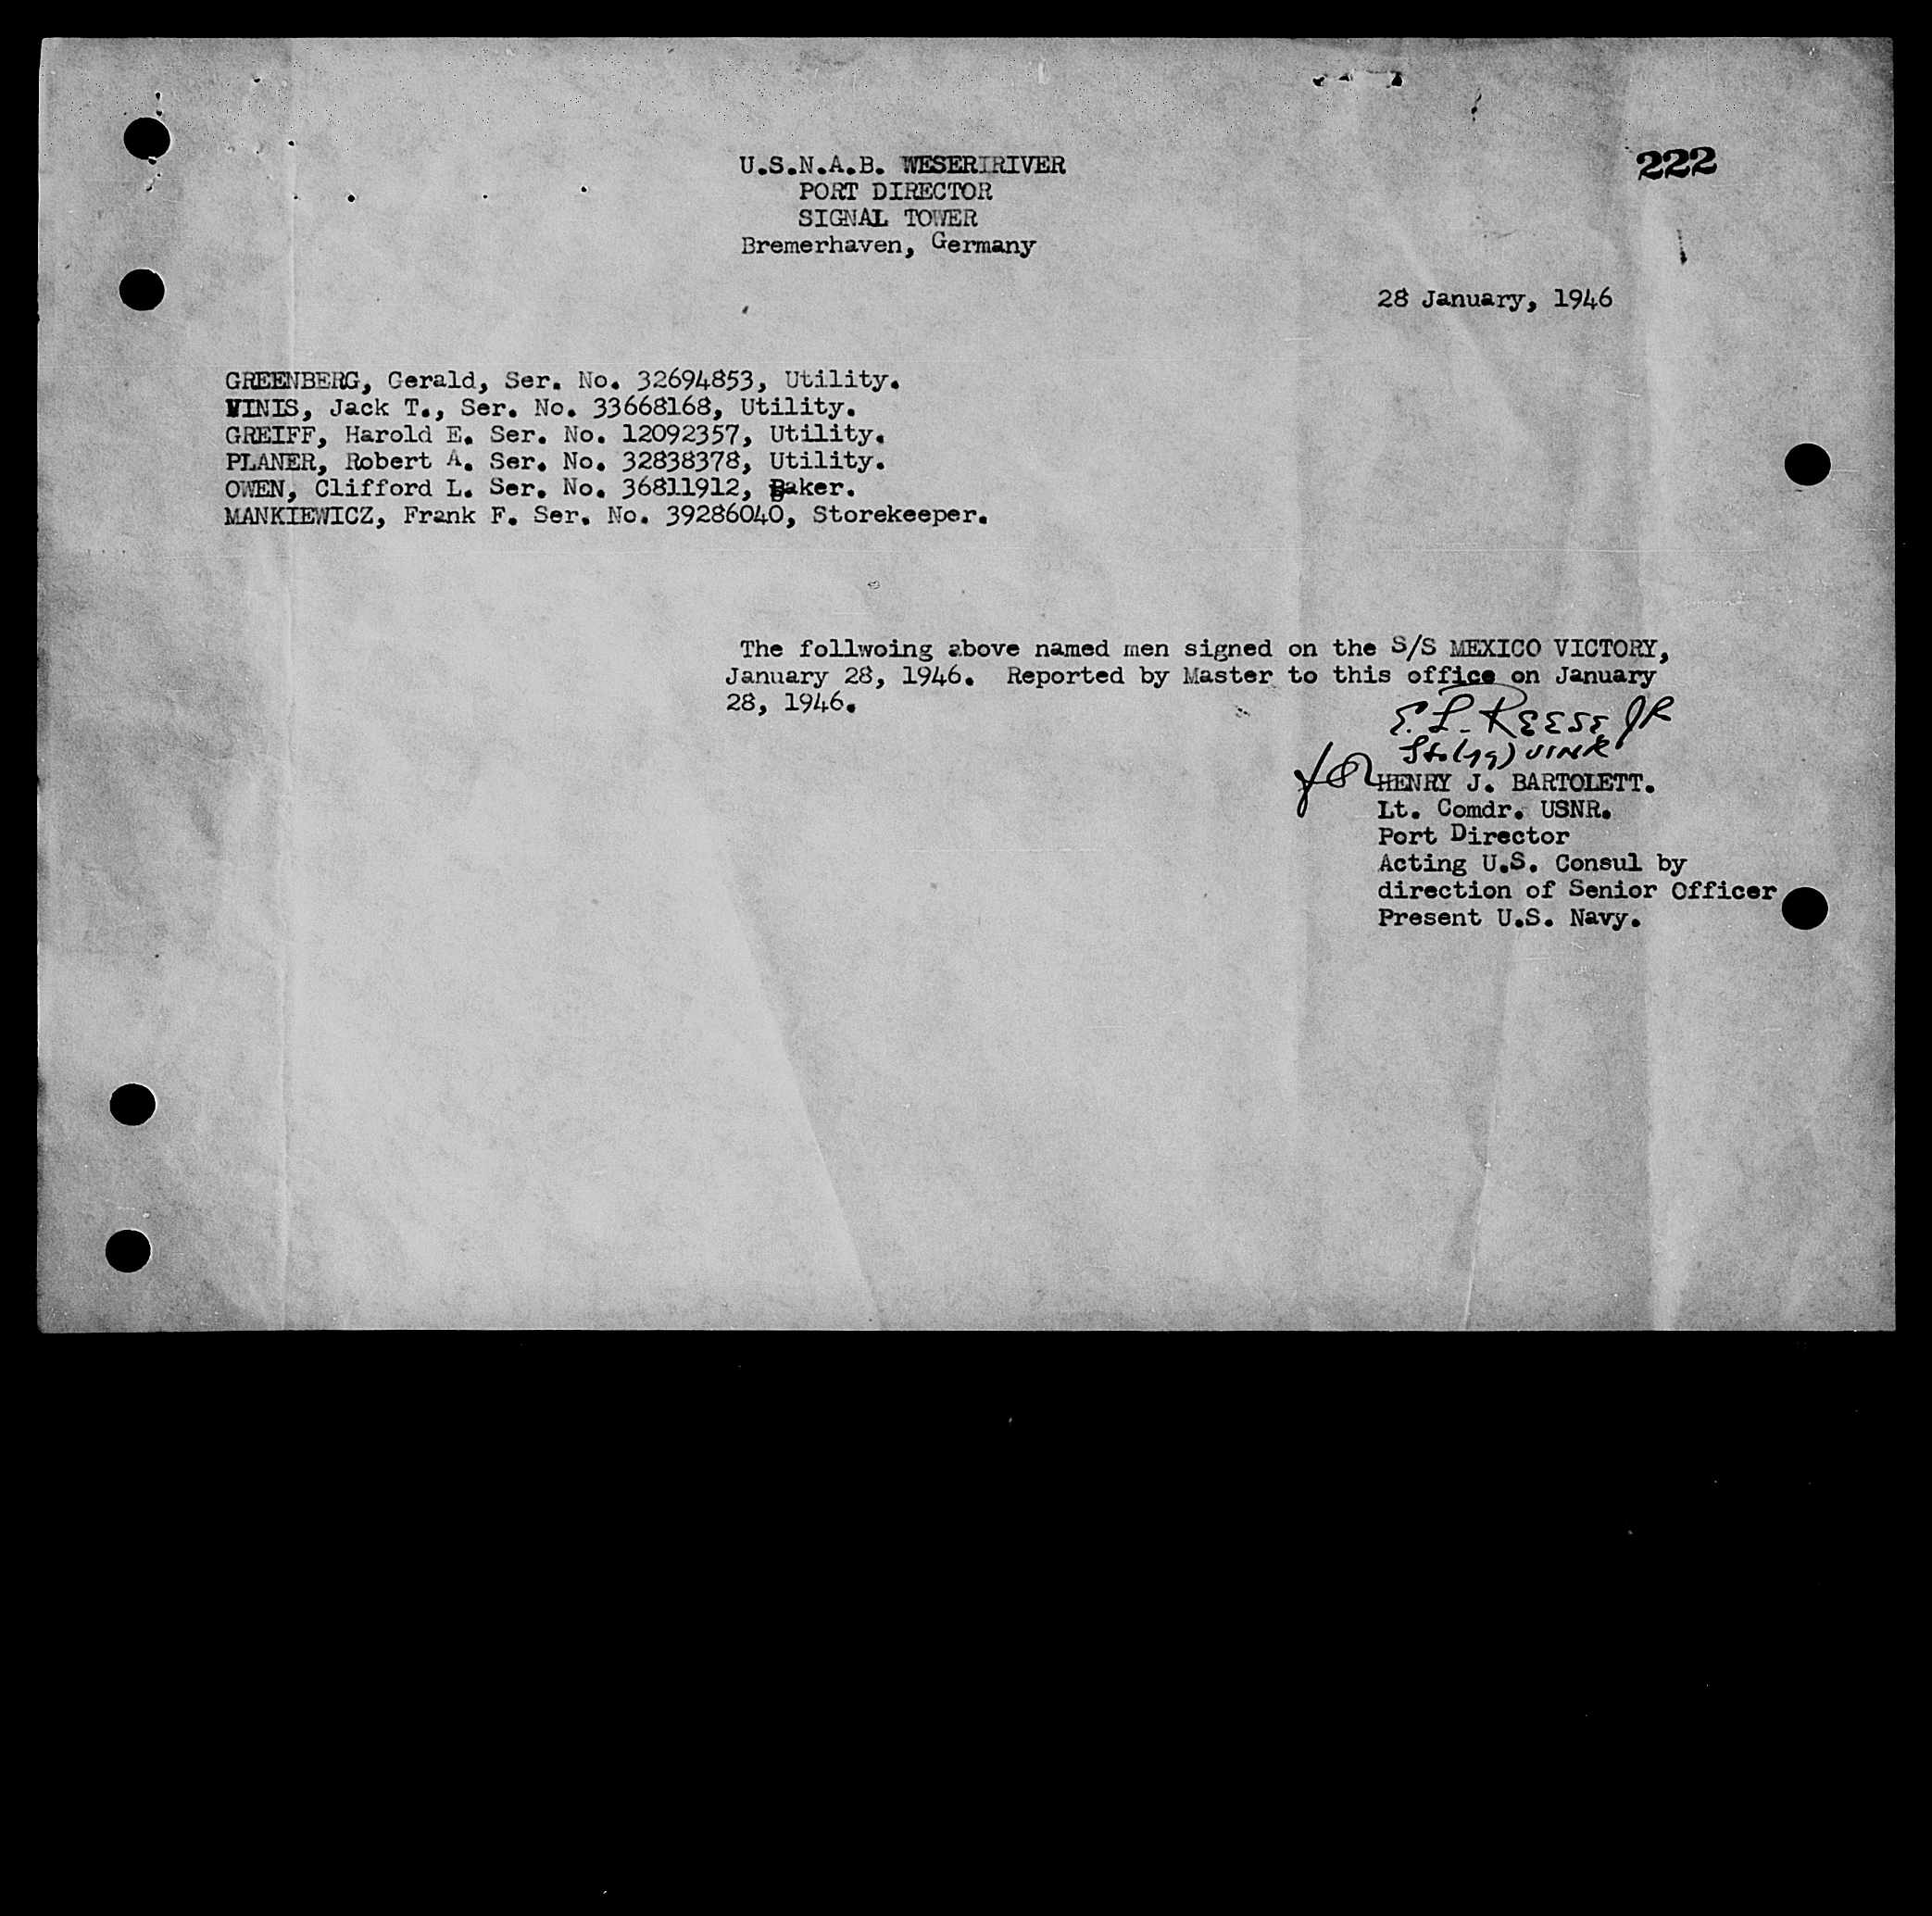 U.S.N.A.B. WESERIRIVER
222
PORT DIRECTOR
SIGNAL TOWER
Bremerhaven, Germany
28 January, 1946
GREENBERG, Gerald, Ser. No. 32694853, Utility.
VINIS, Jack T., Ser. No. 33668168, Utility.
GREIFF, Harold E. Ser. No. 12092357, Utility.
PLANER, Robert A. Ser. No. 32838378, Utility.
OWEN, Clifford L. Ser. No. 36811912, Baker.
MANKIEWICZ, Frank F. Ser. No. 39286040, Storekeeper.
The follwoing above named men signed on the S/S MEXICO VICTORY,
January 28, 1946. Reported by Master to this office on January
28, 1946.
E. L. REESE JR
(jg) USNR
for HENRY J. BARTOLETT.
Lt. Comdr. USNR.
Port Director
Acting U.S. Consul by
direction of Senior Officer
Present U.S. Navy.